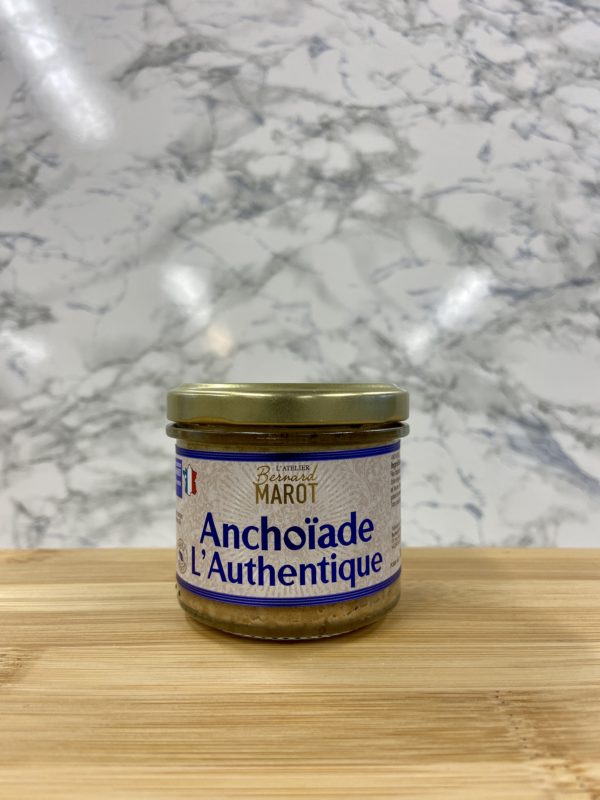 L'ATELIER
Bernard
MAROT
Anchoïade
L'Authentique